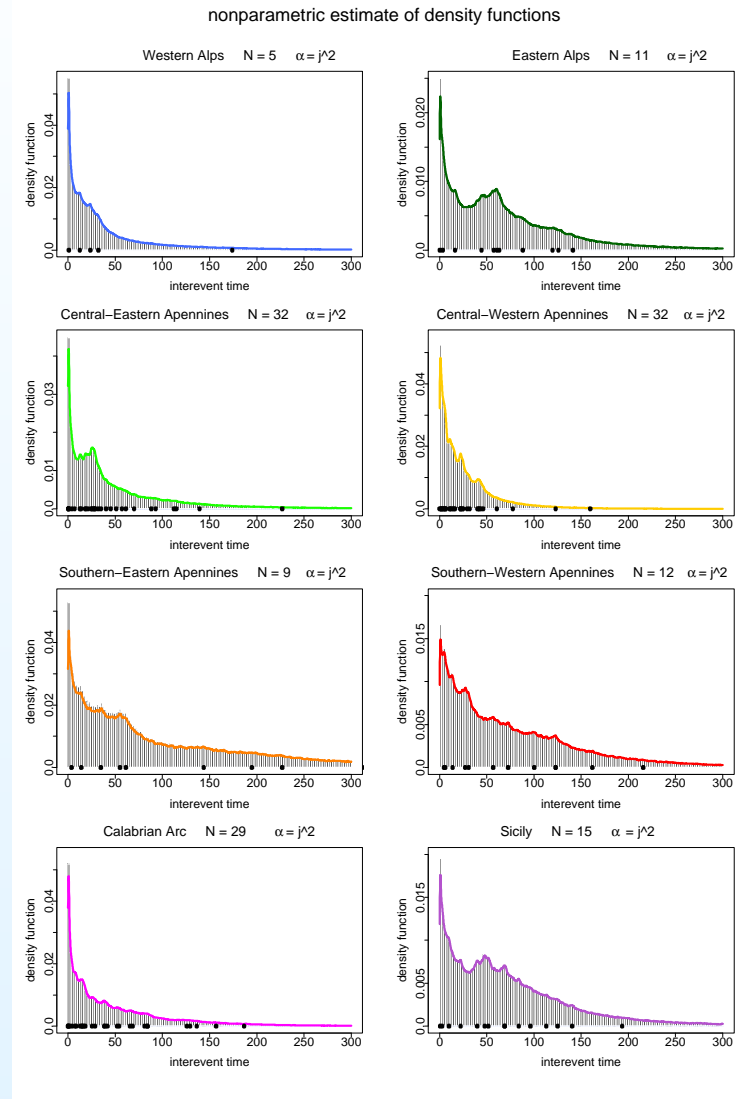 nonparametric estimate of density functions
Western Alps N = 5 α = j^2
density function
0.0 0.02 0.04
0 50 100 150 200 250 300
interevent time
Eastern Alps N = 11 α = j^2
density function
0.0 0.010 0.020
0 50 100 150 200 250 300
interevent time
Central−Eastern Apennines N = 32 α = j^2
density function
0.0 0.01 0.03
0 50 100 150 200 250 300
interevent time
Central−Western Apennines N = 32 α = j^2
density function
0.0 0.02 0.04
0 50 100 150 200 250 300
interevent time
Southern−Eastern Apennines N = 9 α = j^2
density function
0.0 0.02 0.04
0 50 100 150 200 250 300
interevent time
Southern−Western Apennines N = 12 α = j^2
density function
0.0 0.005 0.015
0 50 100 150 200 250 300
interevent time
Calabrian Arc N = 29 α = j^2
density function
0.0 0.02 0.04
0 50 100 150 200 250 300
interevent time
Sicily N = 15 α = j^2
density function
0.0 0.005 0.015
0 50 100 150 200 250 300
interevent time